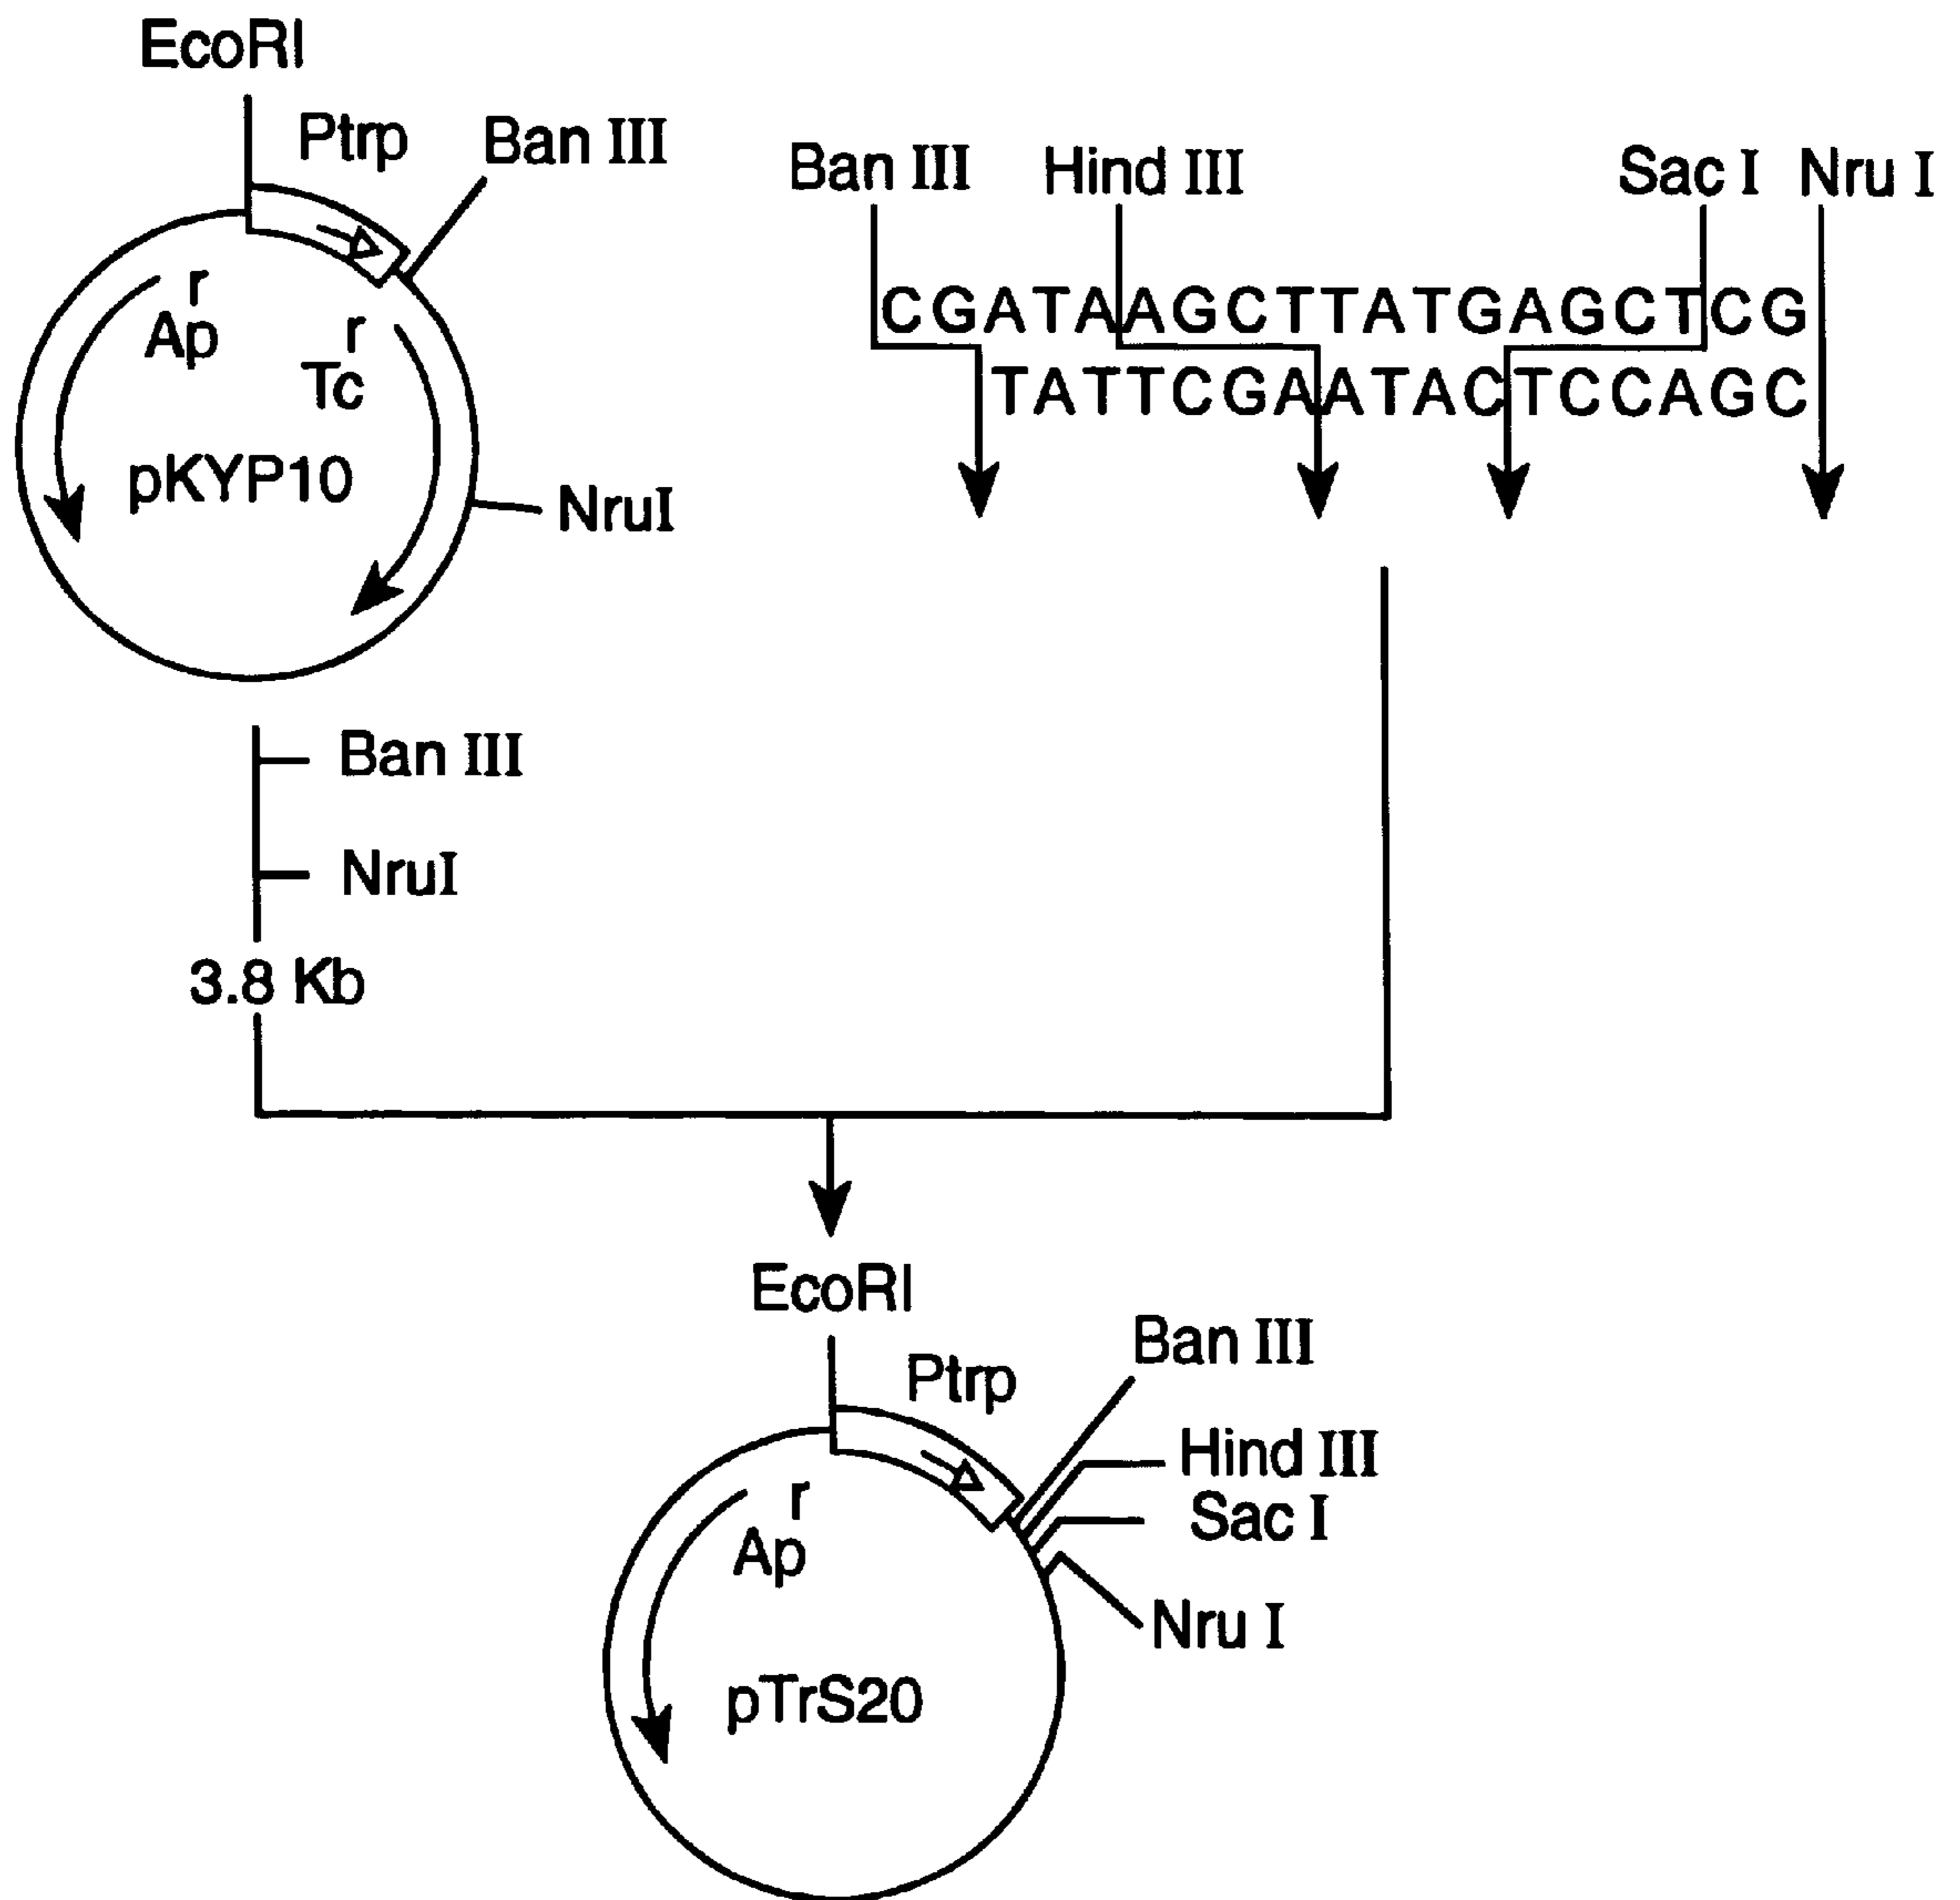 EcoRI
Ptrp
Ban III
r
Ap
r
Tc
pKYP10
NruI
Ban III
Hind III
Sac I
Nru I
CGATAAGCTTATGAGCTCG
TATTCGAATACTCCAGC
Ban III
NruI
3.8 Kb
EcoRI
Ptrp
Ban III
Hind III
Sac I
Nru I
r
Ap
pTrS20